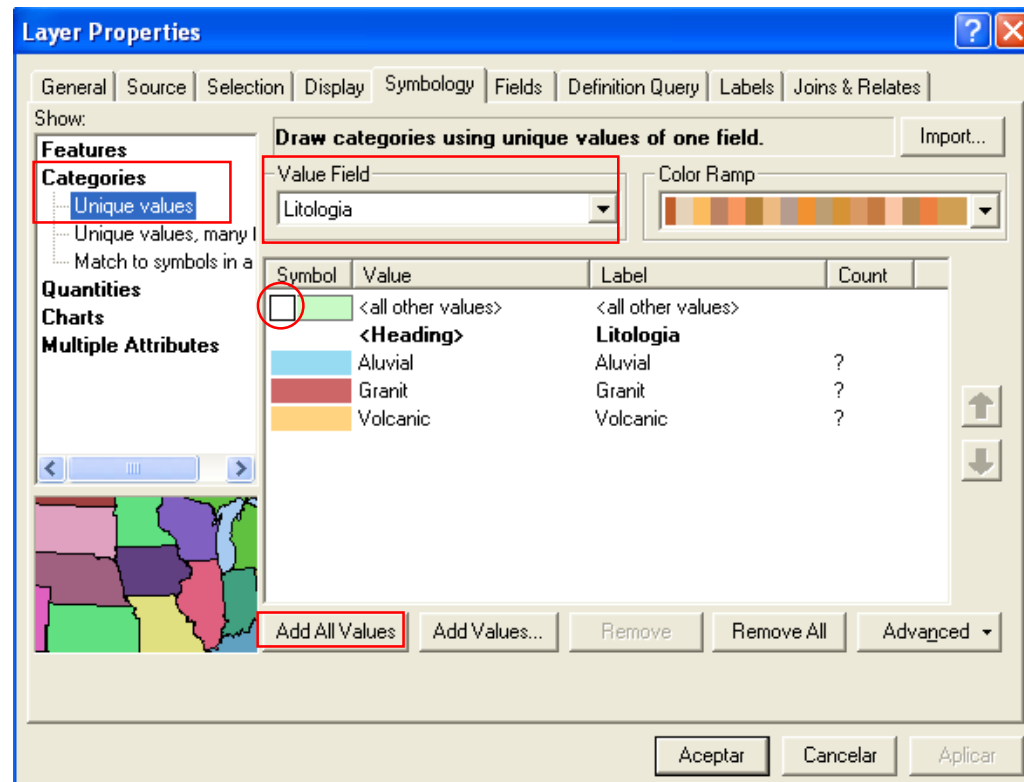 Layer Properties
General Source Selection Display Symbology Fields Definition Query Labels Joins & Relates
Show:
Features
Categories
Unique values
Unique values, many
Match to symbols in a
Quantities
Charts
Multiple Attributes
Draw categories using unique values of one field.
Import...
Value Field
Litologia
Color Ramp
Symbol Value Label Count
<all other values> <all other values>
<Heading> Litologia
Aluvial Aluvial ?
Granit Granit ?
Volcanic Volcanic ?
Add All Values Add Values... Remove Remove All Advanced
Aceptar Cancelar Aplicar